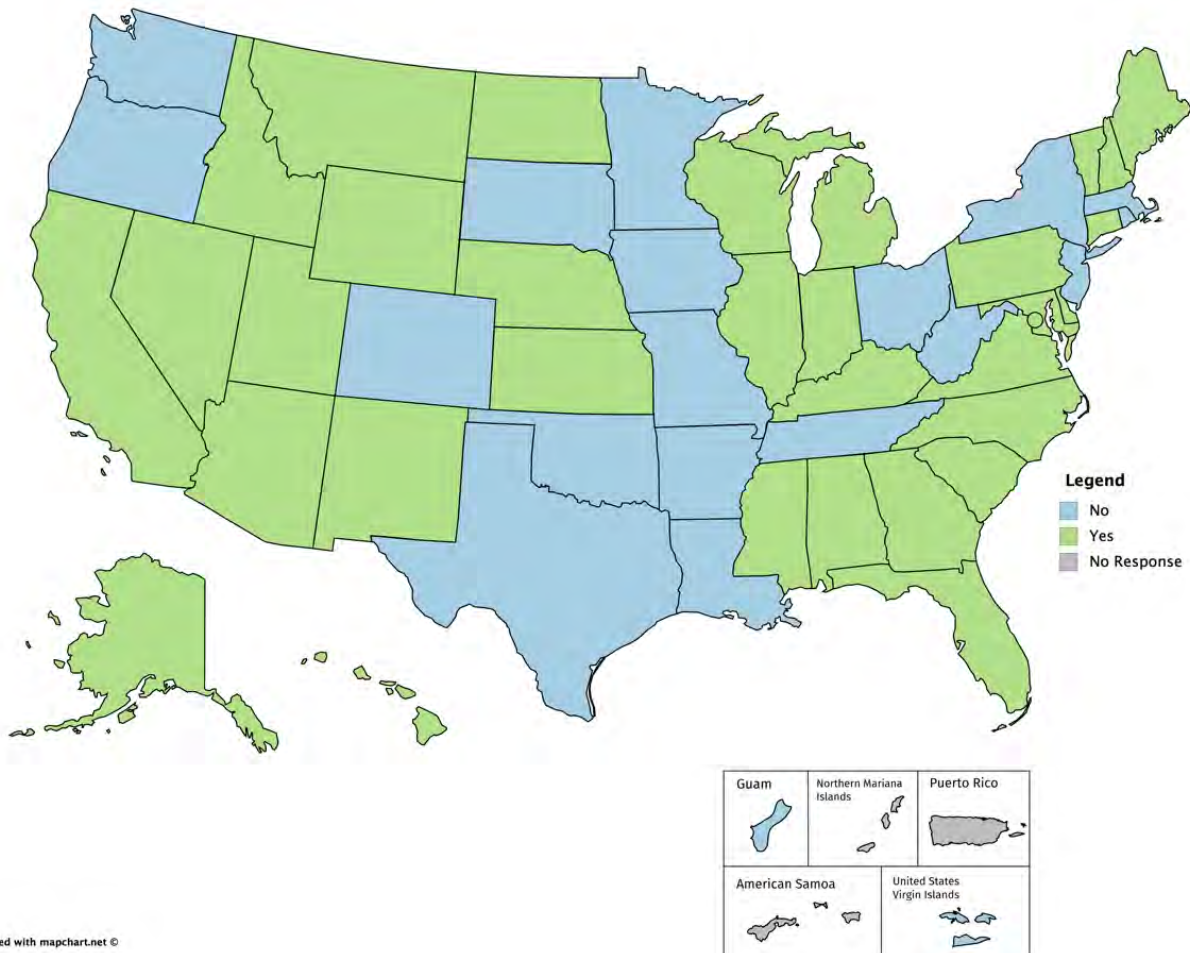 Legend
No
Yes
No Response
Guam
Northern Mariana
Islands
Puerto Rico
American Samoa
United States
Virgin Islands
ed with mapchart.net ©